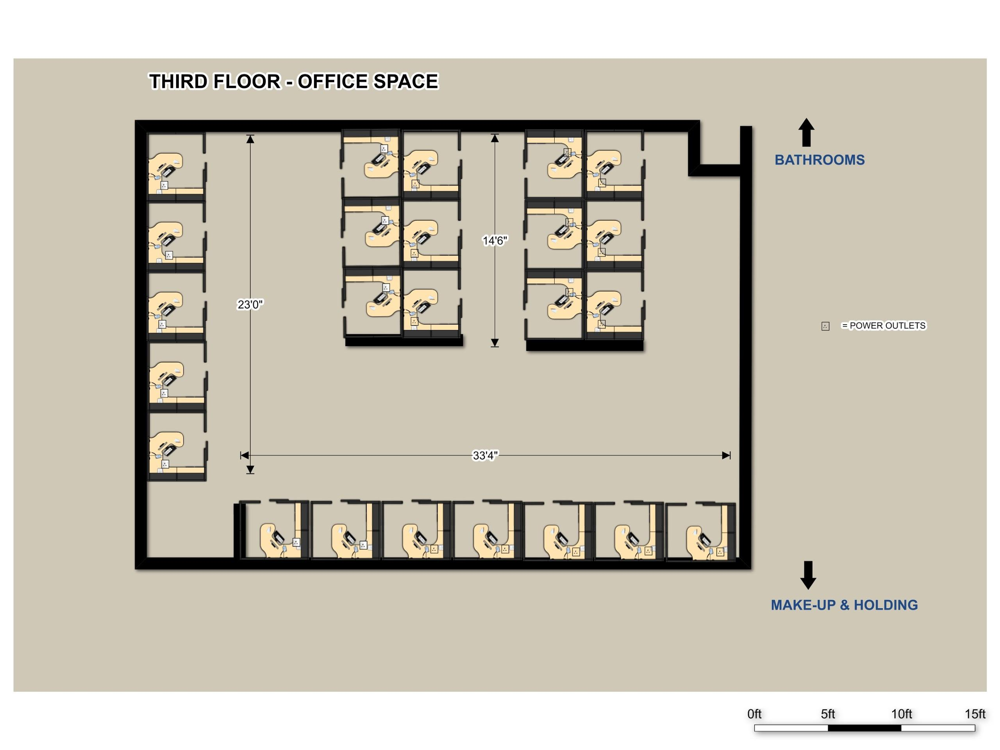 THIRD FLOOR - OFFICE SPACE
BATHROOMS
14'6"
23'0"
= POWER OUTLETS
33'4"
MAKE-UP & HOLDING
0ft 5ft 10ft 15ft